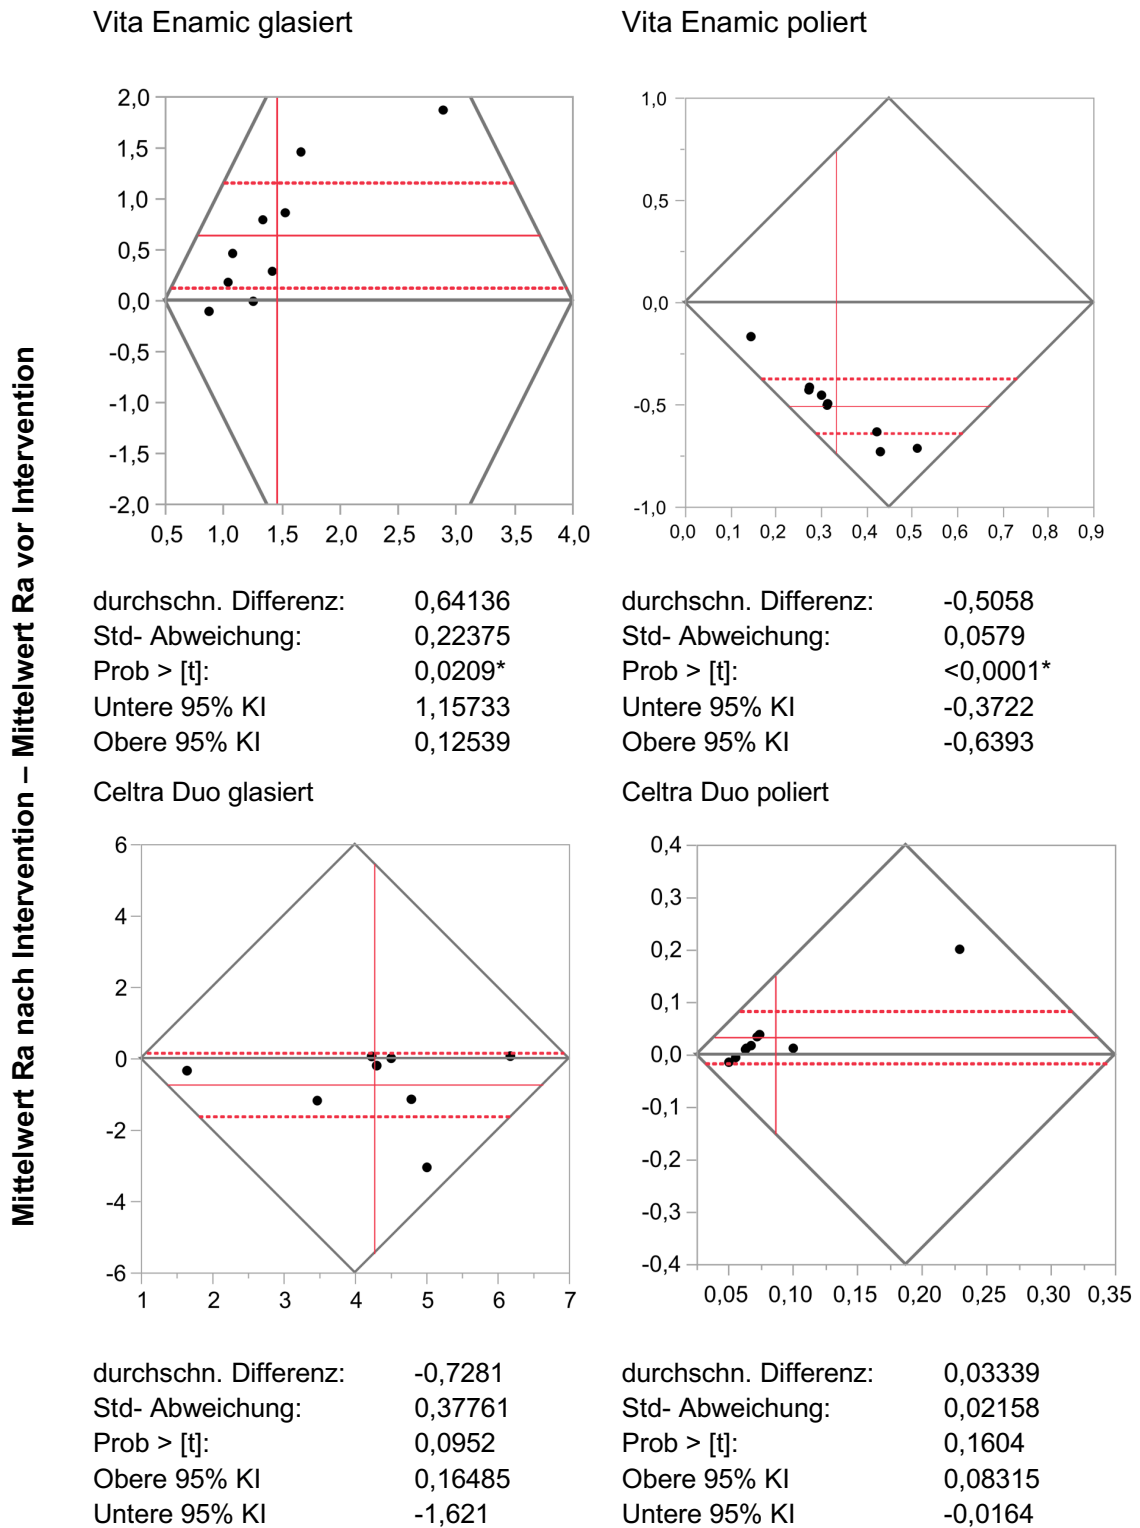 Mittelwert Ra nach Intervention – Mittelwert Ra vor Intervention
Vita Enamic glasiert
2,0
1,5
1,0
0,5
0,0
-0,5
-1,0
-1,5
-2,0
0,5 1,0 1,5 2,0 2,5 3,0 3,5 4,0
durchschn. Differenz: 0,64136
Std- Abweichung: 0,22375
Prob > [t]: 0,0209*
Untere 95% KI 1,15733
Obere 95% KI 0,12539
Vita Enamic poliert
1,0
0,5
0,0
-0,5
-1,0
0,0 0,1 0,2 0,3 0,4 0,5 0,6 0,7 0,8 0,9
durchschn. Differenz: -0,5058
Std- Abweichung: 0,0579
Prob > [t]: <0,0001*
Untere 95% KI -0,3722
Obere 95% KI -0,6393
Celtra Duo glasiert
6
4
2
0
-2
-4
-6
1 2 3 4 5 6 7
durchschn. Differenz: -0,7281
Std- Abweichung: 0,37761
Prob > [t]: 0,0952
Obere 95% KI 0,16485
Untere 95% KI -1,621
Celtra Duo poliert
0,4
0,3
0,2
0,1
0,0
-0,1
-0,2
-0,3
-0,4
0,05 0,10 0,15 0,20 0,25 0,30 0,35
durchschn. Differenz: 0,03339
Std- Abweichung: 0,02158
Prob > [t]: 0,1604
Obere 95% KI 0,08315
Untere 95% KI -0,0164